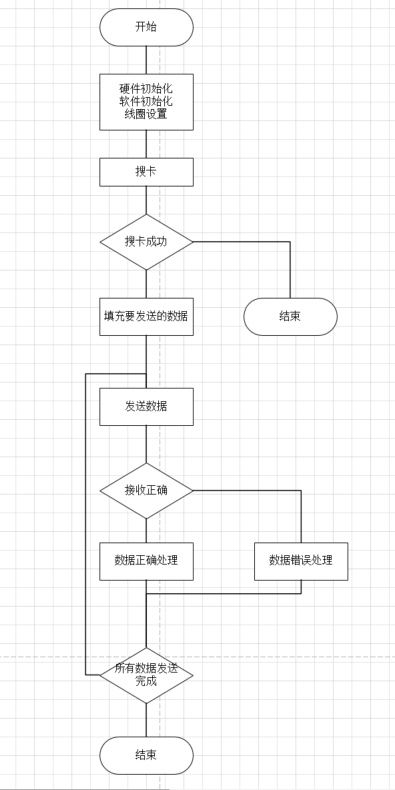 开始
硬件初始化
软件初始化
线圈设置
搜卡
搜卡成功
填充要发送的数据
结束
发送数据
接收正确
数据正确处理
数据错误处理
所有数据发送
完成
结束